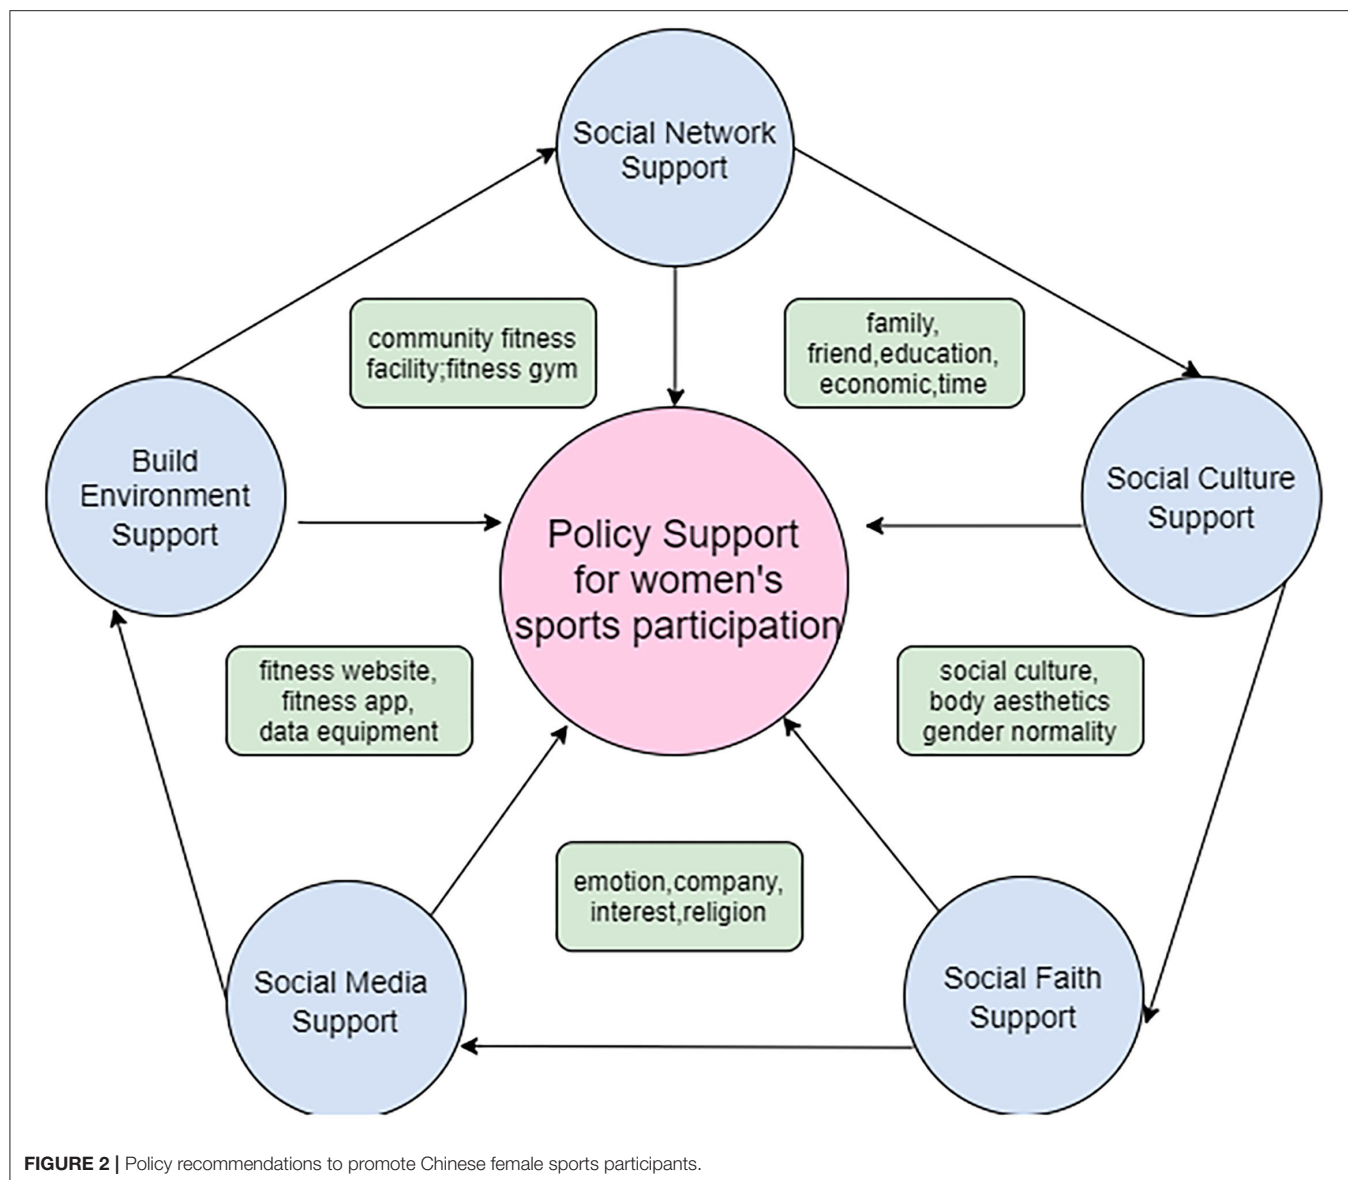 Social Network
Support
community fitness
facility;fitness gym
family,
friend,education,
economic,time
Build
Environment
Support
Social Culture
Support
Policy Support
for women's
sports participation
fitness website,
fitness app,
data equipment
social culture,
body aesthetics
gender normality
emotion,company,
interest,religion
Social Media
Support
Social Faith
Support
FIGURE 2 | Policy recommendations to promote Chinese female sports participants.